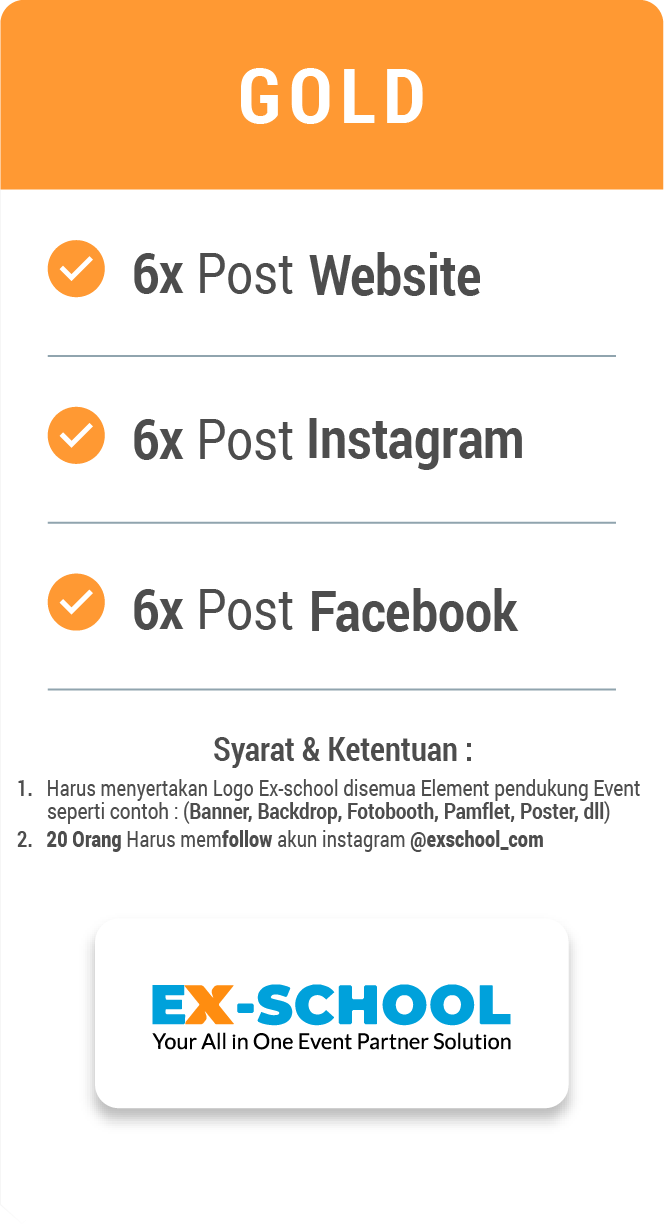 GOLD
6x Post Website
6x Post Instagram
6x Post Facebook
Syarat & Ketentuan :
1. Harus menyertakan Logo Ex-school disemua Element pendukung Event
seperti contoh : (Banner, Backdrop, Fotobooth, Pamflet, Poster, dll)
2. 20 Orang Harus memfollow akun instagram @exschool_com
EX-SCHOOL
Your All in One Event Partner Solution